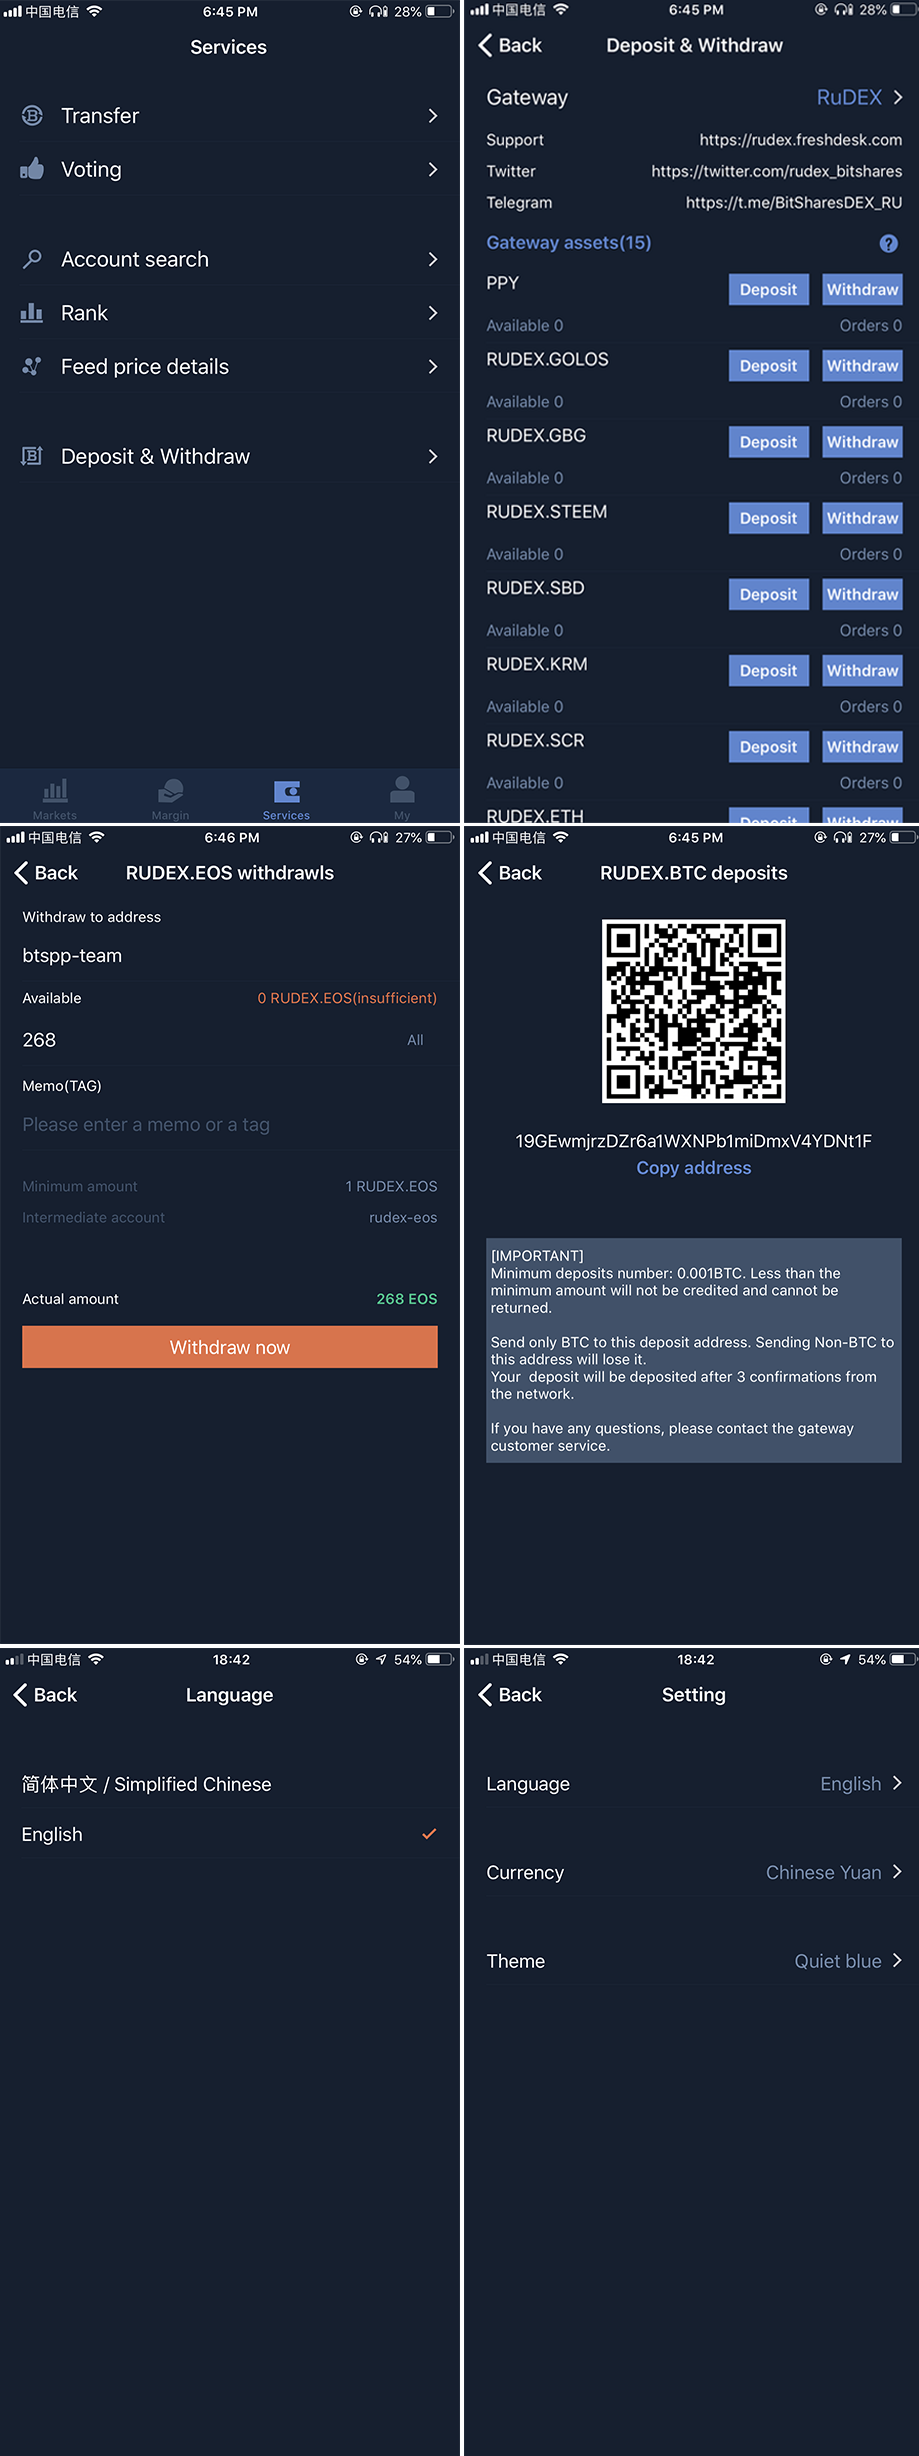 中国电信 6:45 PM 28%
Services
Transfer
Voting
Account search
Rank
Feed price details
Deposit & Withdraw
Markets Margin Services My
中国电信 6:45 PM 28%
Back Deposit & Withdraw
Gateway RuDEX
Support https://rudex.freshdesk.com
Twitter https://twitter.com/rudex_bitshares
Telegram https://t.me/BitSharesDEX_RU
Gateway assets(15) ?
PPY Deposit Withdraw
Available 0 Orders 0
RUDEX.GOLOS Deposit Withdraw
Available 0 Orders 0
RUDEX.GBG Deposit Withdraw
Available 0 Orders 0
RUDEX.STEEM Deposit Withdraw
Available 0 Orders 0
RUDEX.SBD Deposit Withdraw
Available 0 Orders 0
RUDEX.KRM Deposit Withdraw
Available 0 Orders 0
RUDEX.SCR Deposit Withdraw
Available 0 Orders 0
RUDEX.ETH Deposit Withdraw
中国电信 6:46 PM 27%
Back RUDEX.EOS withdrawls
Withdraw to address
btspp-team
Available 0 RUDEX.EOS(insufficient)
268 All
Memo(TAG)
Please enter a memo or a tag
Minimum amount 1 RUDEX.EOS
Intermediate account rudex-eos
Actual amount 268 EOS
Withdraw now
中国电信 6:45 PM 27%
Back RUDEX.BTC deposits
19GEwmjrzDZr6a1WXNPb1miDmxV4YDNt1F
Copy address
[IMPORTANT]
Minimum deposits number: 0.001BTC. Less than the
minimum amount will not be credited and cannot be
returned.
Send only BTC to this deposit address. Sending Non-BTC to
this address will lose it.
Your  deposit will be deposited after 3 confirmations from
the network.
If you have any questions, please contact the gateway
customer service.
中国电信 18:42 54%
Back Language
简体中文 / Simplified Chinese
English
中国电信 18:42 54%
Back Setting
Language English
Currency Chinese Yuan
Theme Quiet blue